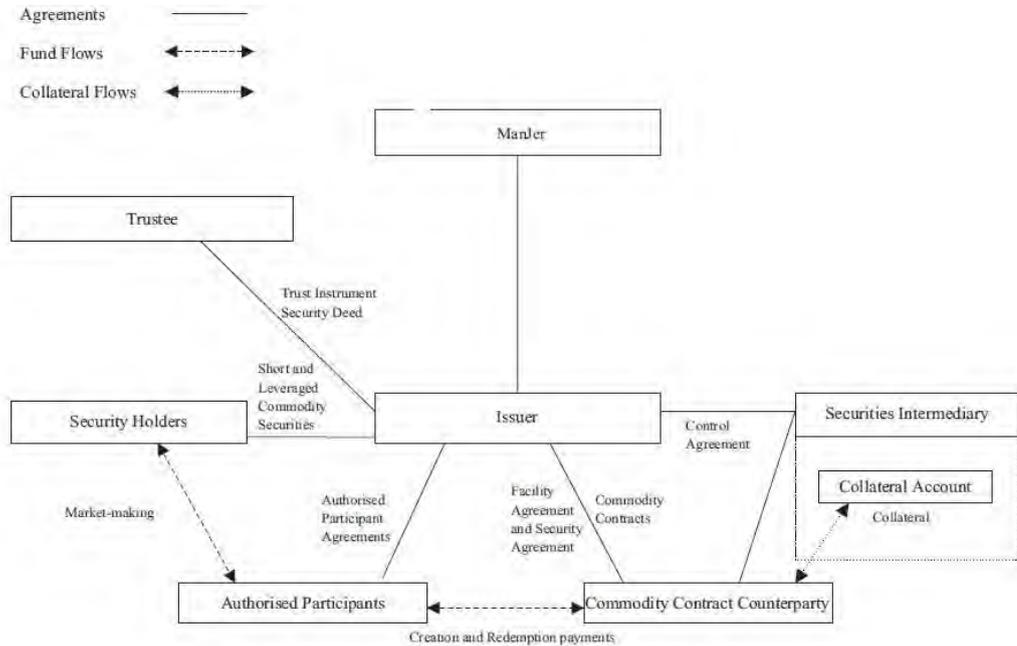 Agreements
Fund Flows
Collateral Flows
ManJer
Trustee
Trust Instrument
Security Deed
Short and
Leveraged
Commodity
Securities
Security Holders
Issuer
Securities Intermediary
Control
Agreement
Collateral Account
Collateral
Market-making
Authorised
Participant
Agreements
Facility
Agreement
and Security
Agreement
Commodity
Contracts
Authorised Participants
Commodity Contract Counterparty
Creation and Redemption payments